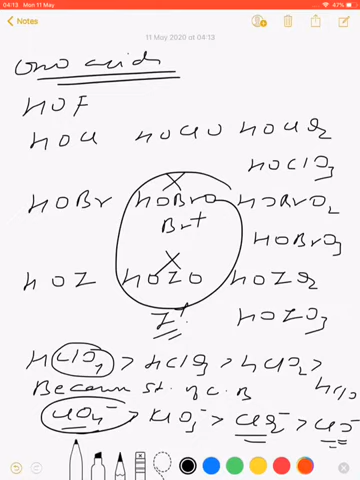 04:13 Mon 11 May 67%
Notes
11 May 2020 at 04:13
Oxo acids
HOF
HOCl HOClO HOClO2
HOClO3
HOBr HOBrO HOBrO2
Br+ HOBrO3
HOI HOIO HOIO2
I+ HOIO3
HClO4 > HClO3 > HClO2 >
HClO
Because St. of C.B
ClO4- > ClO3- > ClO2- > ClO-